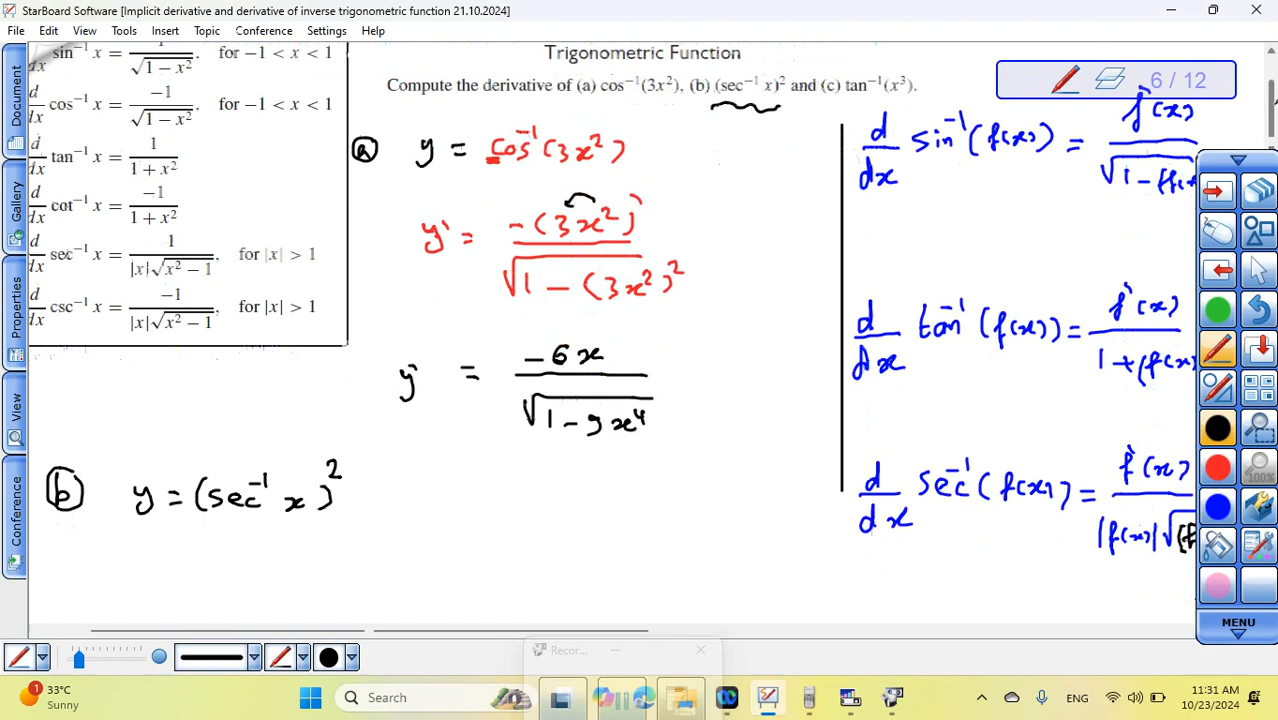 StarBoard Software [Implicit derivative and derivative of inverse trigonometric function 21.10.2024]
File Edit View Tools Insert Topic Conference Settings Help
Document
Gallery
Properties
View
Conference
d/dx sin⁻¹ x = 1/√(1 − x²), for −1 < x < 1
d/dx cos⁻¹ x = −1/√(1 − x²), for −1 < x < 1
d/dx tan⁻¹ x = 1/(1 + x²)
d/dx cot⁻¹ x = −1/(1 + x²)
d/dx sec⁻¹ x = 1/(|x|√(x² − 1)), for |x| > 1
d/dx csc⁻¹ x = −1/(|x|√(x² − 1)), for |x| > 1
Trigonometric Function
Compute the derivative of (a) cos⁻¹(3x²), (b) (sec⁻¹ x)² and (c) tan⁻¹(x³).
6 / 12
(a) y = cos⁻¹(3x²)
y' = −(3x²)'/√(1 − (3x²)²)
y' = −6x/√(1 − 9x⁴)
(b) y = (sec⁻¹ x)²
d/dx sin⁻¹(f(x)) = f'(x)/√(1 −
d/dx tan⁻¹(f(x)) = f'(x)/1 + (f(x)
d/dx sec⁻¹(f(x)) = f'(x)/|f(x)|√
100%
MENU
Recor...
1
33°C
Sunny
Search
ENG
11:31 AM
10/23/2024